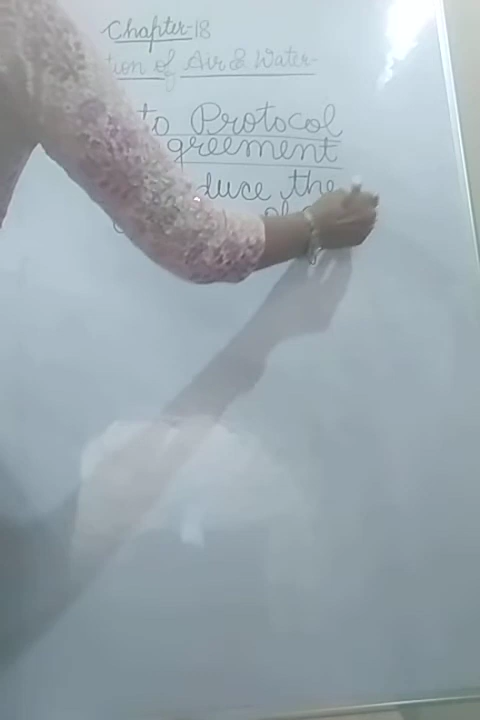 Chapter-18
tion of Air & Water-
to Protocol
greement
duce the